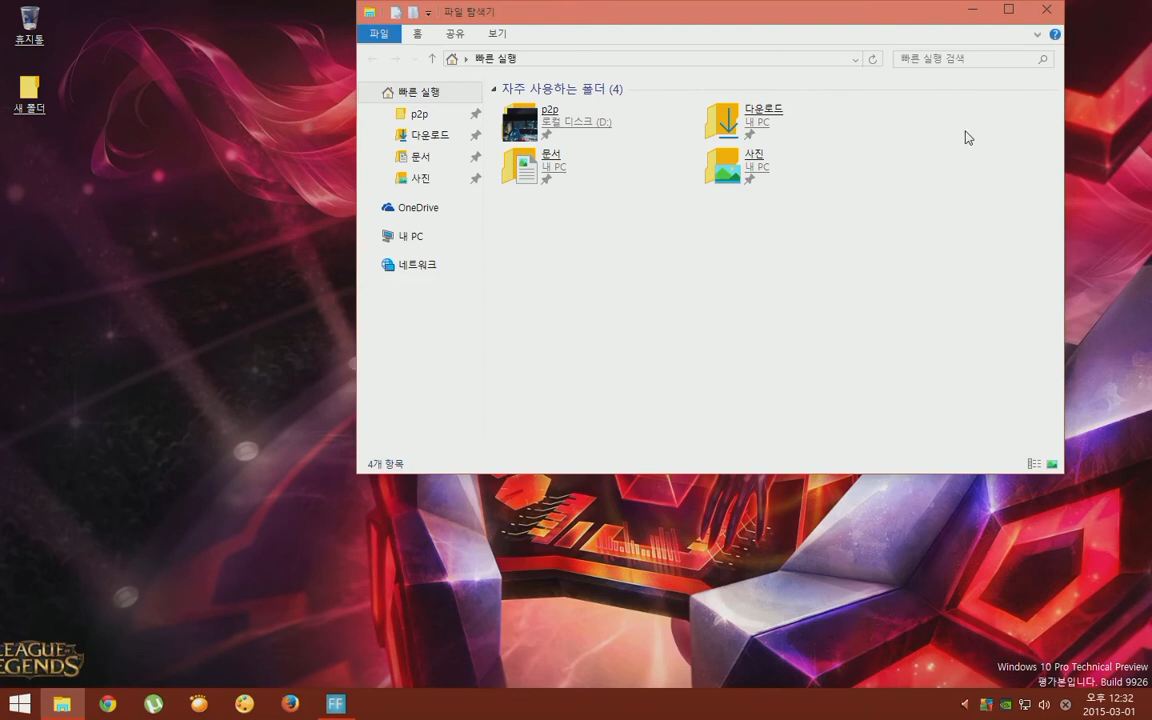 휴지통
새 폴더
파일 탐색기
파일 홈 공유 보기
빠른 실행
빠른 실행 검색
빠른 실행
p2p
다운로드
문서
사진
OneDrive
내 PC
네트워크
자주 사용하는 폴더 (4)
p2p
로컬 디스크 (D:)
다운로드
내 PC
문서
내 PC
사진
내 PC
4개 항목
LEAGUE OF
LEGENDS
Windows 10 Pro Technical Preview
평가본입니다. Build 9926
FF
오후 12:32
2015-03-01